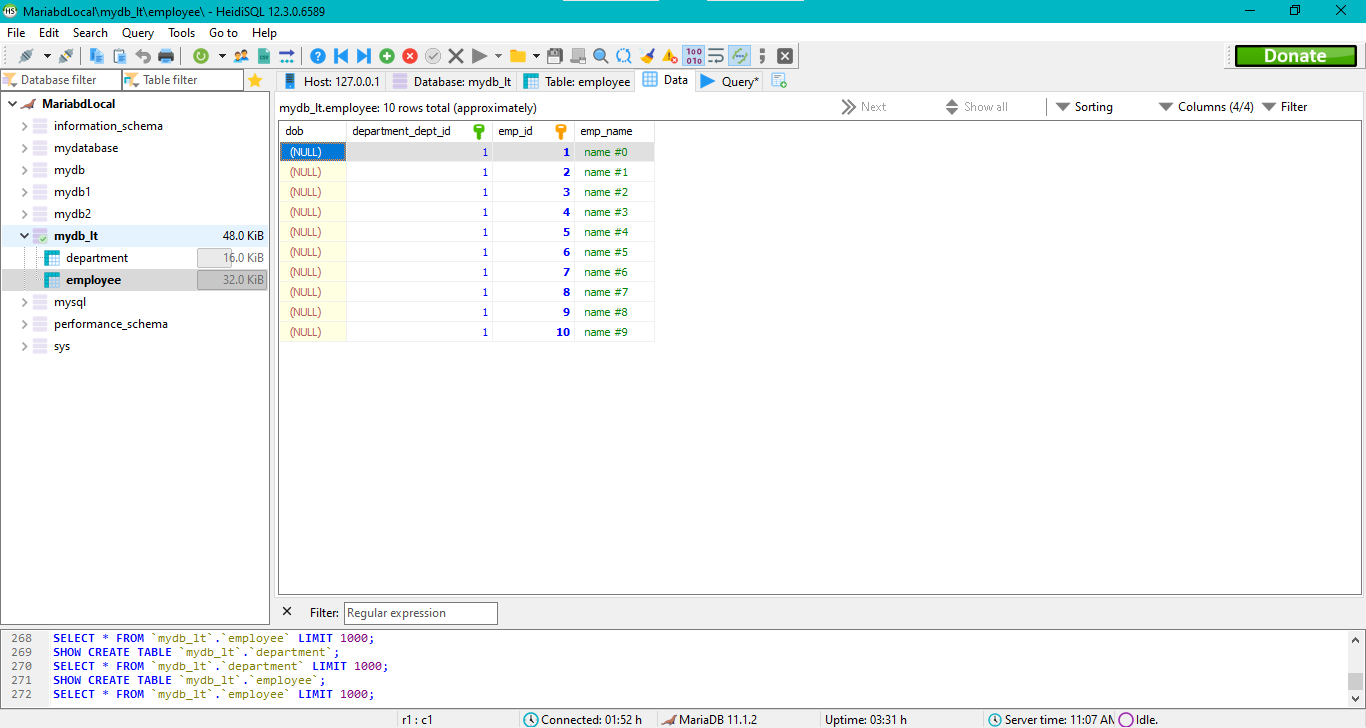 MariabdLocal\mydb_lt\employee\ - HeidiSQL 12.3.0.6589
File Edit Search Query Tools Go to Help
Donate
Database filter Table filter
Host: 127.0.0.1 Database: mydb_lt Table: employee Data Query*
MariabdLocal
information_schema
mydatabase
mydb
mydb1
mydb2
mydb_lt 48.0 KiB
department 16.0 KiB
employee 32.0 KiB
mysql
performance_schema
sys
mydb_lt.employee: 10 rows total (approximately) Next Show all Sorting Columns (4/4) Filter
dob department_dept_id emp_id emp_name
(NULL) 1 1 name #0
(NULL) 1 2 name #1
(NULL) 1 3 name #2
(NULL) 1 4 name #3
(NULL) 1 5 name #4
(NULL) 1 6 name #5
(NULL) 1 7 name #6
(NULL) 1 8 name #7
(NULL) 1 9 name #8
(NULL) 1 10 name #9
Filter: Regular expression
268 SELECT * FROM `mydb_lt`.`employee` LIMIT 1000;
269 SHOW CREATE TABLE `mydb_lt`.`department`;
270 SELECT * FROM `mydb_lt`.`department` LIMIT 1000;
271 SHOW CREATE TABLE `mydb_lt`.`employee`;
272 SELECT * FROM `mydb_lt`.`employee` LIMIT 1000;
r1 : c1 Connected: 01:52 h MariaDB 11.1.2 Uptime: 03:31 h Server time: 11:07 AM Idle.